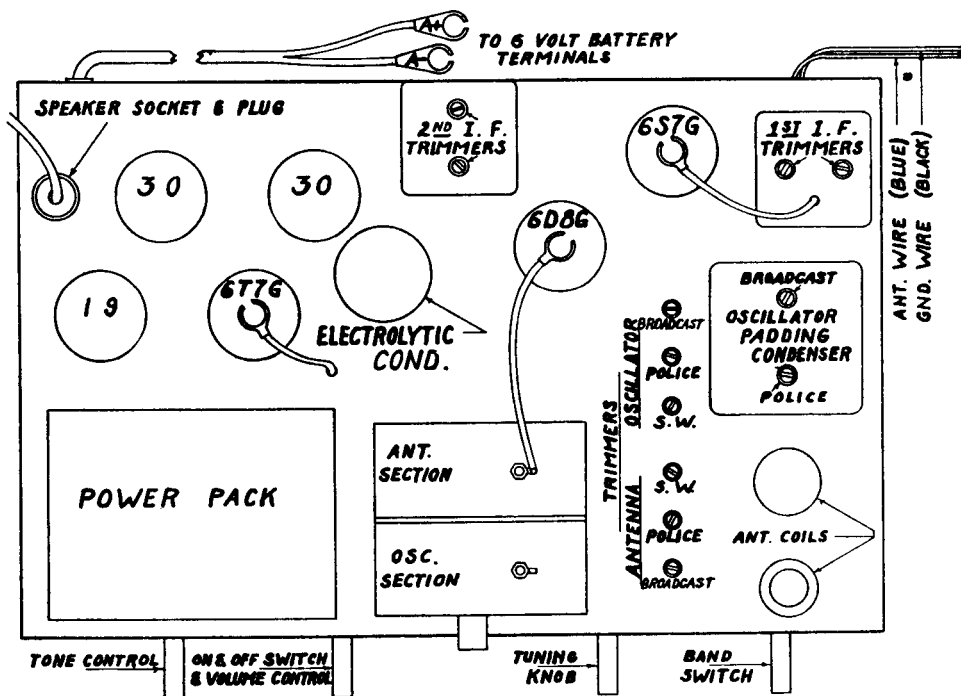 A+
A-
TO 6 VOLT BATTERY
TERMINALS
SPEAKER SOCKET & PLUG
2ND I. F.
TRIMMERS
6S7G
1ST I. F.
TRIMMERS
ANT. WIRE (BLUE)
GND. WIRE (BLACK)
30
30
6D8G
19
6T7G
ELECTROLYTIC
COND.
BROADCAST
OSCILLATOR
PADDING
CONDENSER
POLICE
TRIMMERS
OSCILLATOR
BROADCAST
POLICE
S.W.
ANTENNA
S.W.
POLICE
BROADCAST
POWER PACK
ANT.
SECTION
OSC.
SECTION
ANT. COILS
TONE CONTROL
ON & OFF SWITCH
& VOLUME CONTROL
TUNING
KNOB
BAND
SWITCH